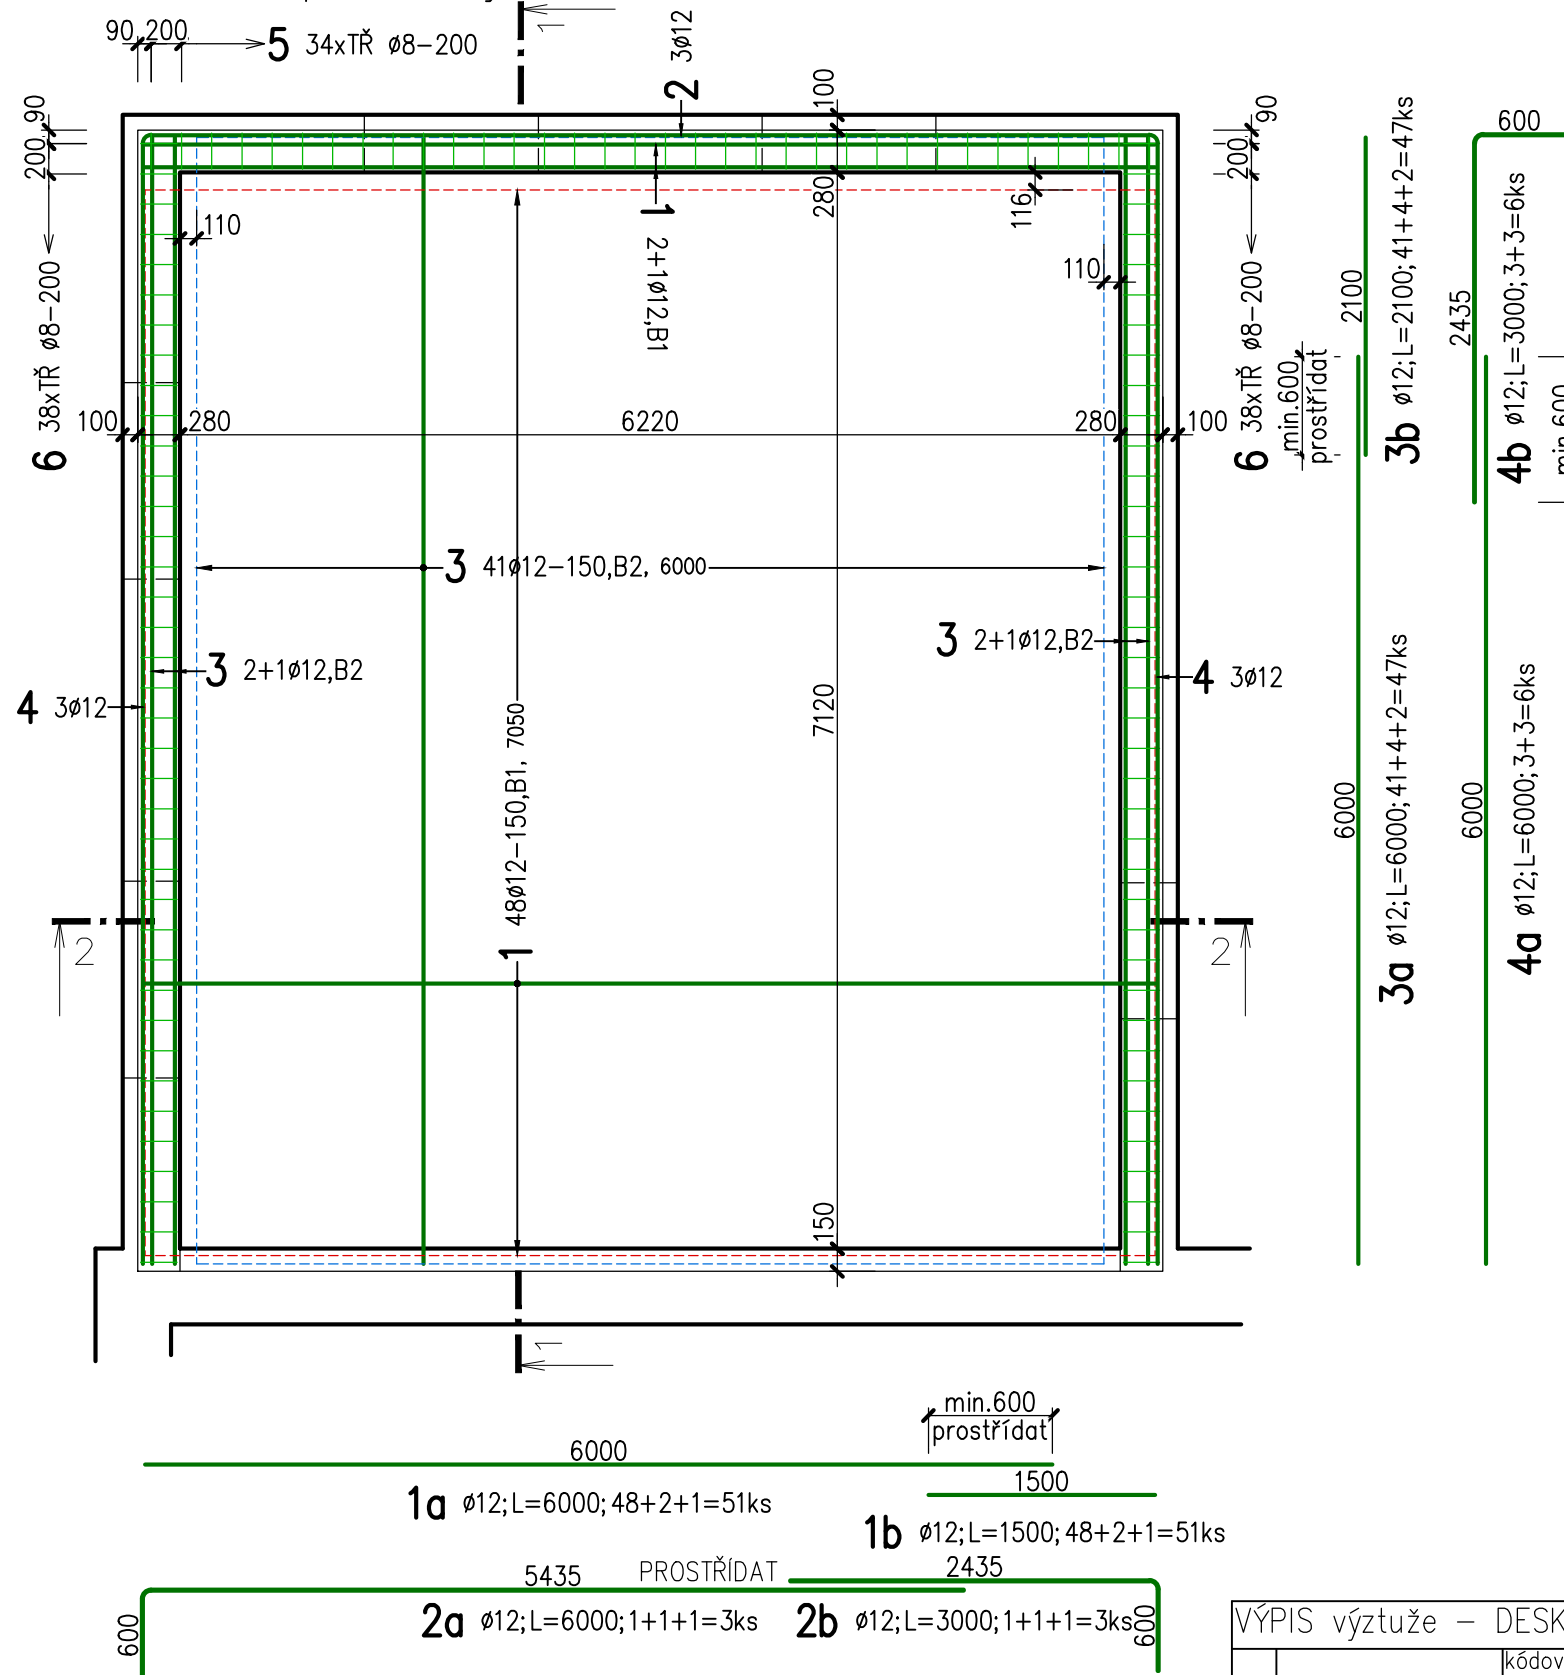 90 200
5 34xTŘ ø8-200
1
2 3ø12
100
90
200
6 38xTŘ ø8-200
90
200
6 38xTŘ ø8-200
280
116
110
110
1 2+1ø12,B1
100
280
6220
280
100
3 41ø12-150,B2, 6000
3 2+1ø12,B2
3 2+1ø12,B2
4 3ø12
4 3ø12
1 48ø12-150,B1, 7050
7120
150
2
2
1
min.600
prostřídat
2100
3b ø12;L=2100;41+4+2=47ks
6000
3a ø12;L=6000;41+4+2=47ks
600
2435
4b ø12;L=3000;3+3=6ks
min.600
6000
4a ø12;L=6000;3+3=6ks
min.600
prostřídat
6000
1a ø12;L=6000;48+2+1=51ks
1500
1b ø12;L=1500;48+2+1=51ks
5435
PROSTŘÍDAT
2435
600
2a ø12;L=6000;1+1+1=3ks
2b ø12;L=3000;1+1+1=3ks
600
VÝPIS výztuže – DESK
kódov